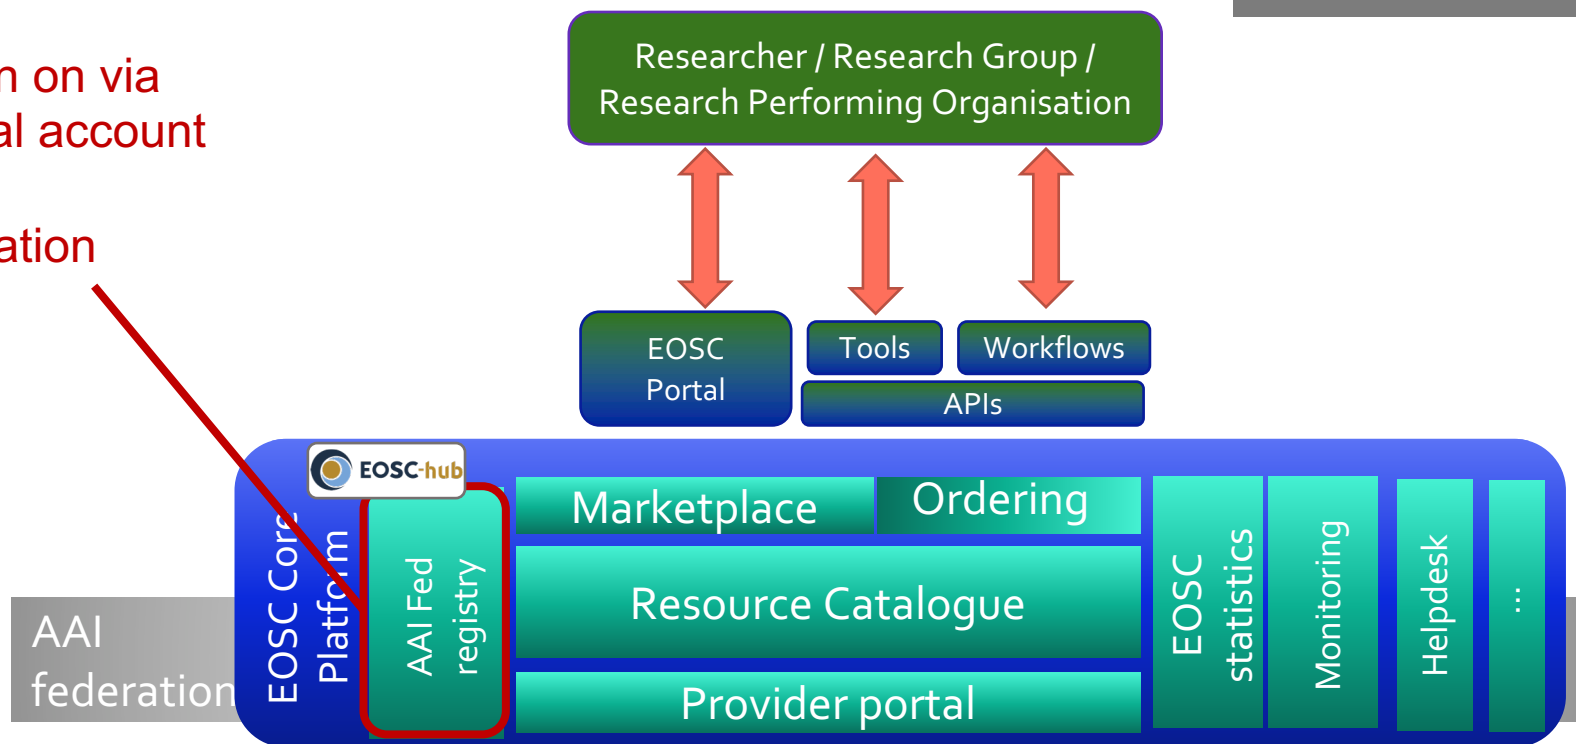 Researcher / Research Group /
Research Performing Organisation
n on via
al account
ation
EOSC
Portal
Tools
Workflows
APIs
EOSC-hub
EOSC Core
Platform
AAI Fed
registry
Marketplace
Ordering
Resource Catalogue
Provider portal
EOSC
statistics
Monitoring
Helpdesk
...
AAI
federation